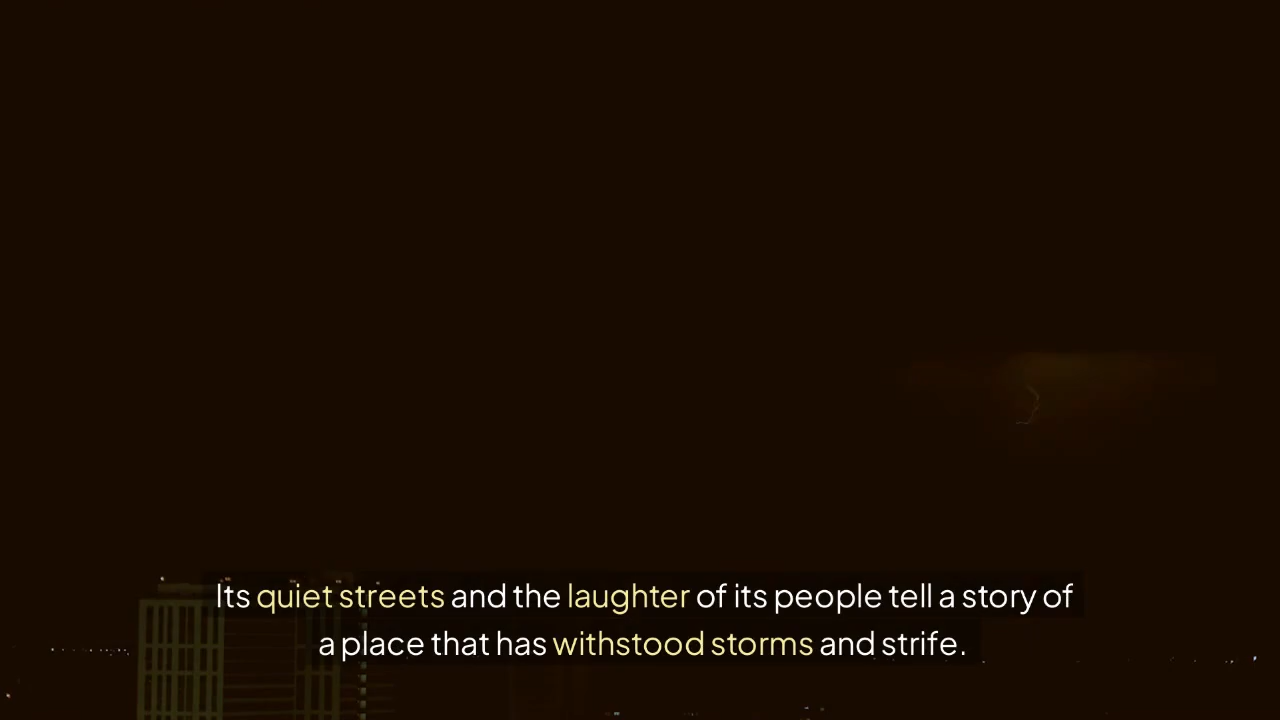 Its quiet streets and the laughter of its people tell a story of
a place that has withstood storms and strife.